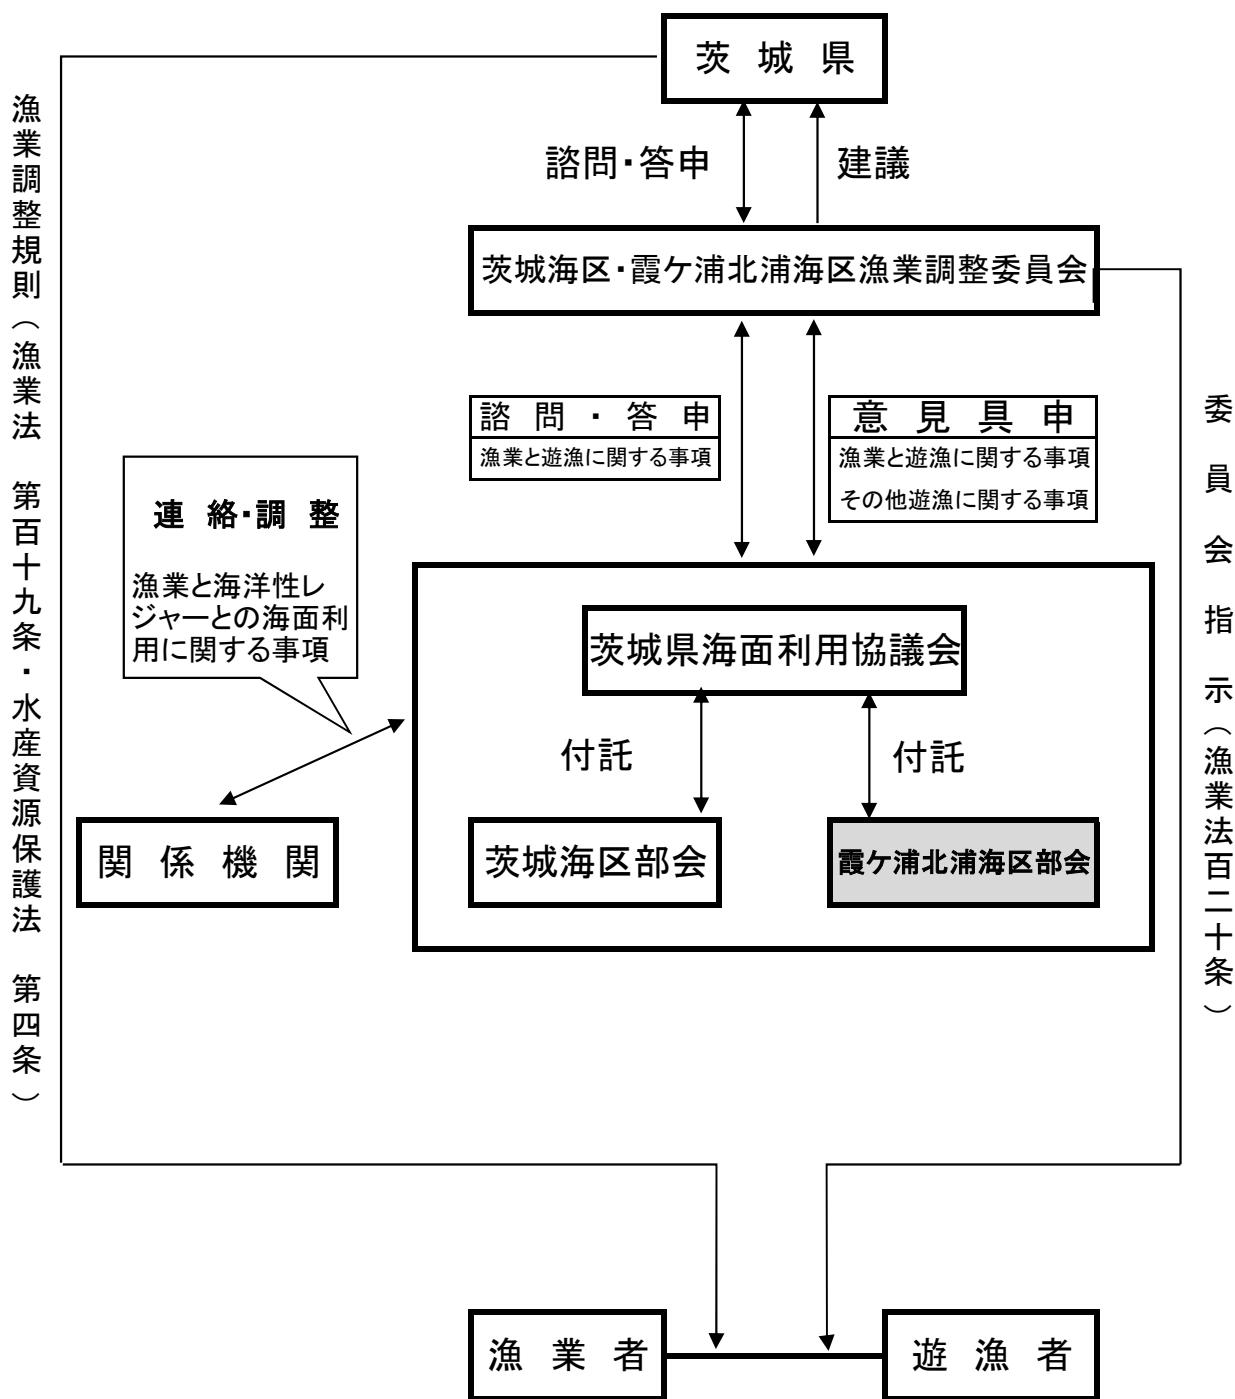 茨 城 県
諮問・答申
建議
茨城海区・霞ケ浦北浦海区漁業調整委員会
諮 問 ・ 答 申
漁業と遊漁に関する事項
意 見 具 申
漁業と遊漁に関する事項
その他遊漁に関する事項
連 絡・調 整
漁業と海洋性レ
ジャーとの海面利
用に関する事項
茨城県海面利用協議会
付託
付託
関 係 機 関
茨城海区部会
霞ケ浦北浦海区部会
漁業調整規則(漁業法 第百十九条・水産資源保護法 第四条)
委 員 会 指 示(漁業法百二十条)
漁 業 者
遊 漁 者